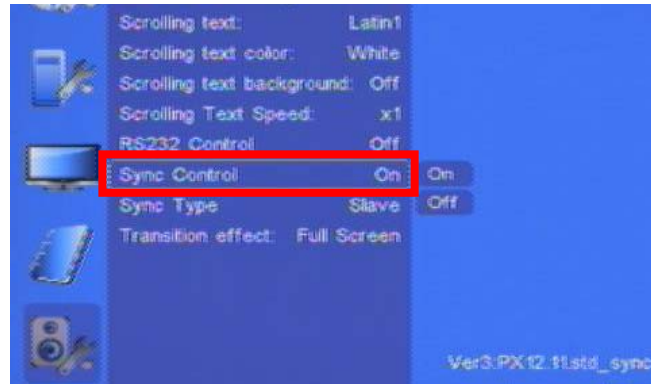 Scrolling text: Latin1
Scrolling text color: White
Scrolling text background: Off
Scrolling Text Speed: x1
RS232 Control Off
Sync Control On On
Sync Type Slave Off
Transition effect: Full Screen
Ver3:PX12.11std_sync